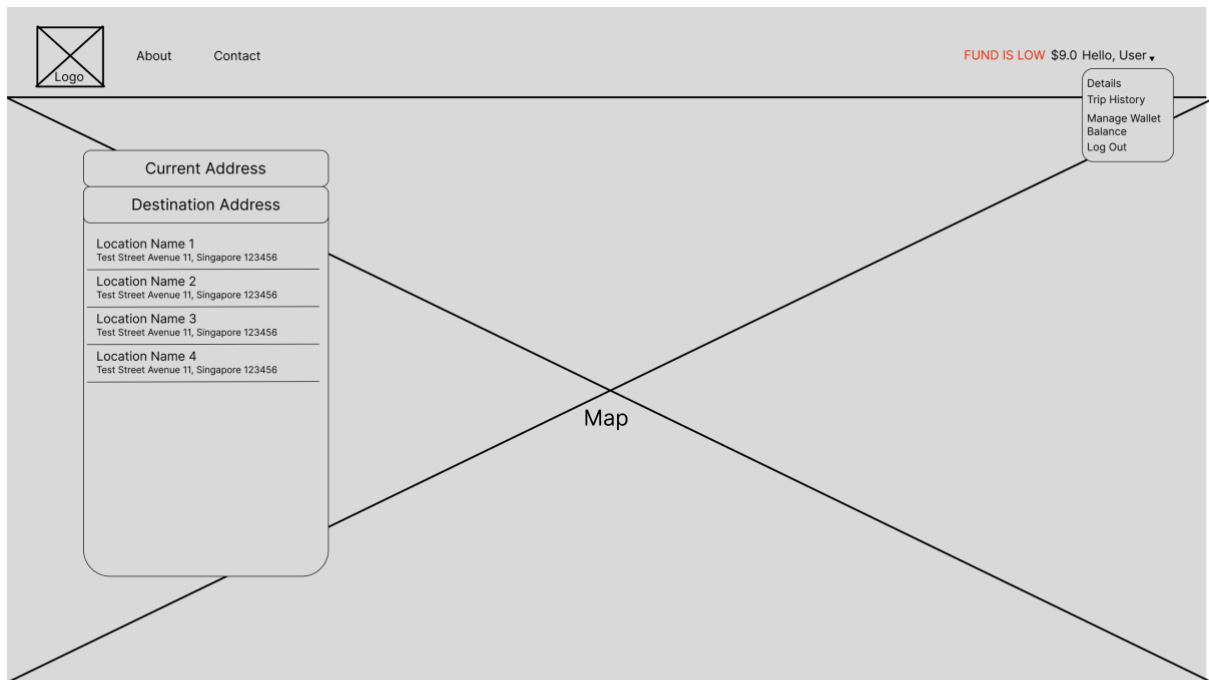 About Contact FUND IS LOW $9.0 Hello, User
Logo
Details
Trip History
Manage Wallet
Balance
Log Out
Current Address
Destination Address
Location Name 1
Test Street Avenue 11, Singapore 123456
Location Name 2
Test Street Avenue 11, Singapore 123456
Location Name 3
Test Street Avenue 11, Singapore 123456
Location Name 4
Test Street Avenue 11, Singapore 123456
Map